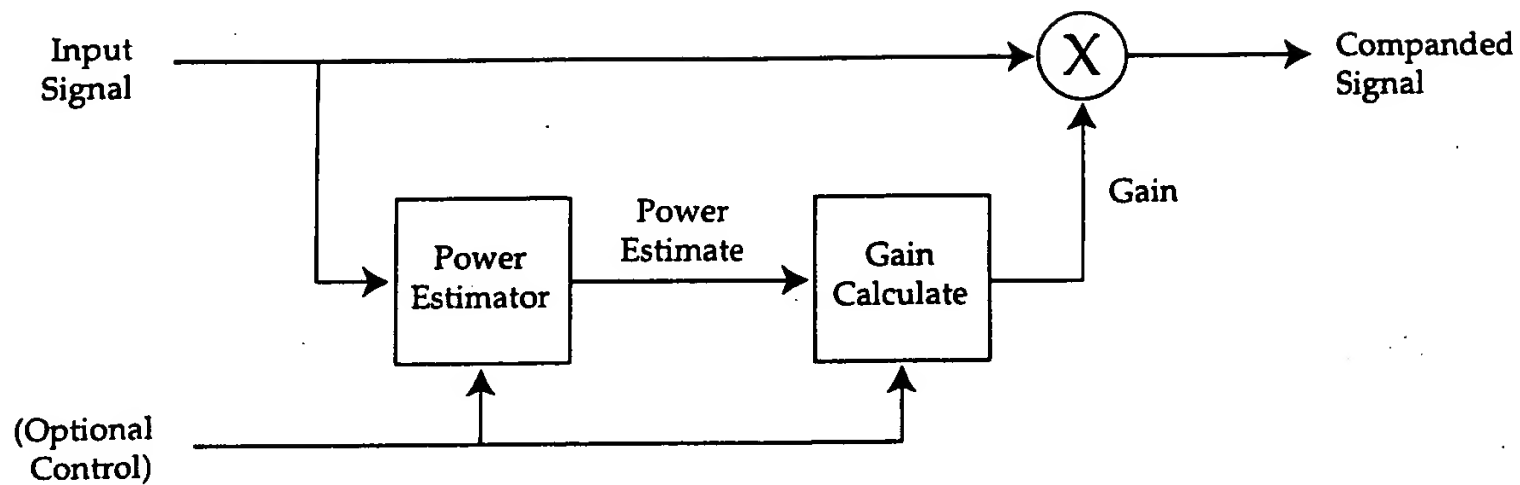 Input
Signal
X
Companded
Signal
Gain
Power
Estimate
Power
Estimator
Gain
Calculate
(Optional
Control)